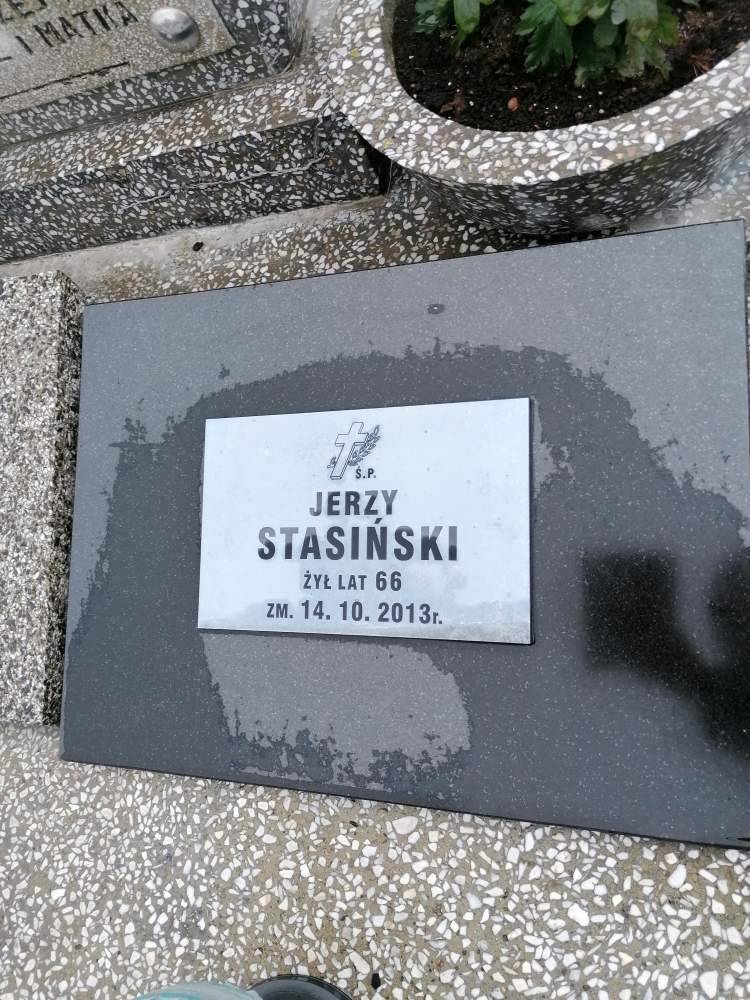 I MATKA
Ś.P.
JERZY
STASIŃSKI
ŻYŁ LAT 66
ZM. 14. 10. 2013r.